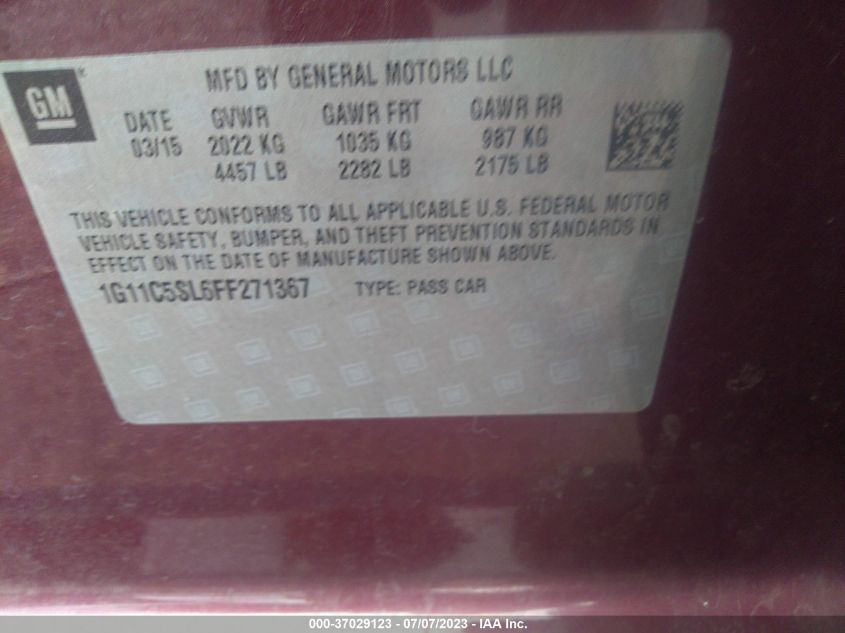 GM
MFD BY GENERAL MOTORS LLC
DATE GVWR GAWR FRT GAWR RR
03/15 2022 KG 1035 KG 987 KG
4457 LB 2282 LB 2175 LB
THIS VEHICLE CONFORMS TO ALL APPLICABLE U.S. FEDERAL MOTOR
VEHICLE SAFETY, BUMPER, AND THEFT PREVENTION STANDARDS IN
EFFECT ON THE DATE OF MANUFACTURE SHOWN ABOVE.
1G11C5SL6FF271367 TYPE: PASS CAR
000-37029123 - 07/07/2023 - IAA Inc.